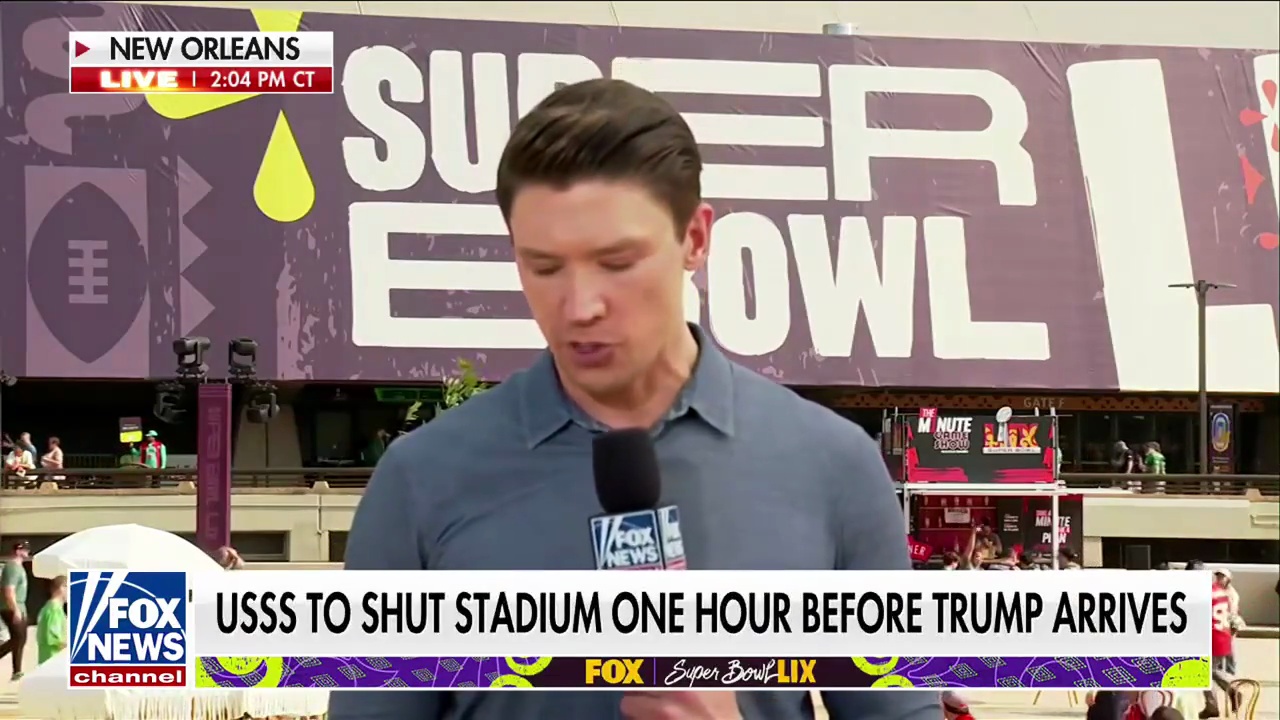 NEW ORLEANS
LIVE | 2:04 PM CT
SUPER
BOWL
L
GATE F
THE
MINUTE
GAME
SHOW
LIX
SUPER BOWL
FOX
NEWS
USSS TO SHUT STADIUM ONE HOUR BEFORE TRUMP ARRIVES
FOX
NEWS
channel
FOX | Super Bowl LIX